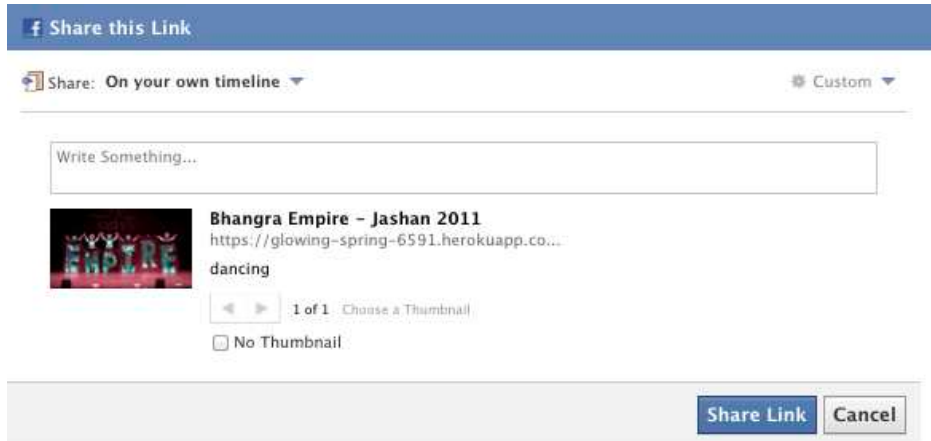 f Share this Link
Share: On your own timeline
Custom
Write Something...
EMPIRE
Bhangra Empire - Jashan 2011
https://glowing-spring-6591.herokuapp.co...
dancing
1 of 1 Choose a Thumbnail
No Thumbnail
Share Link Cancel